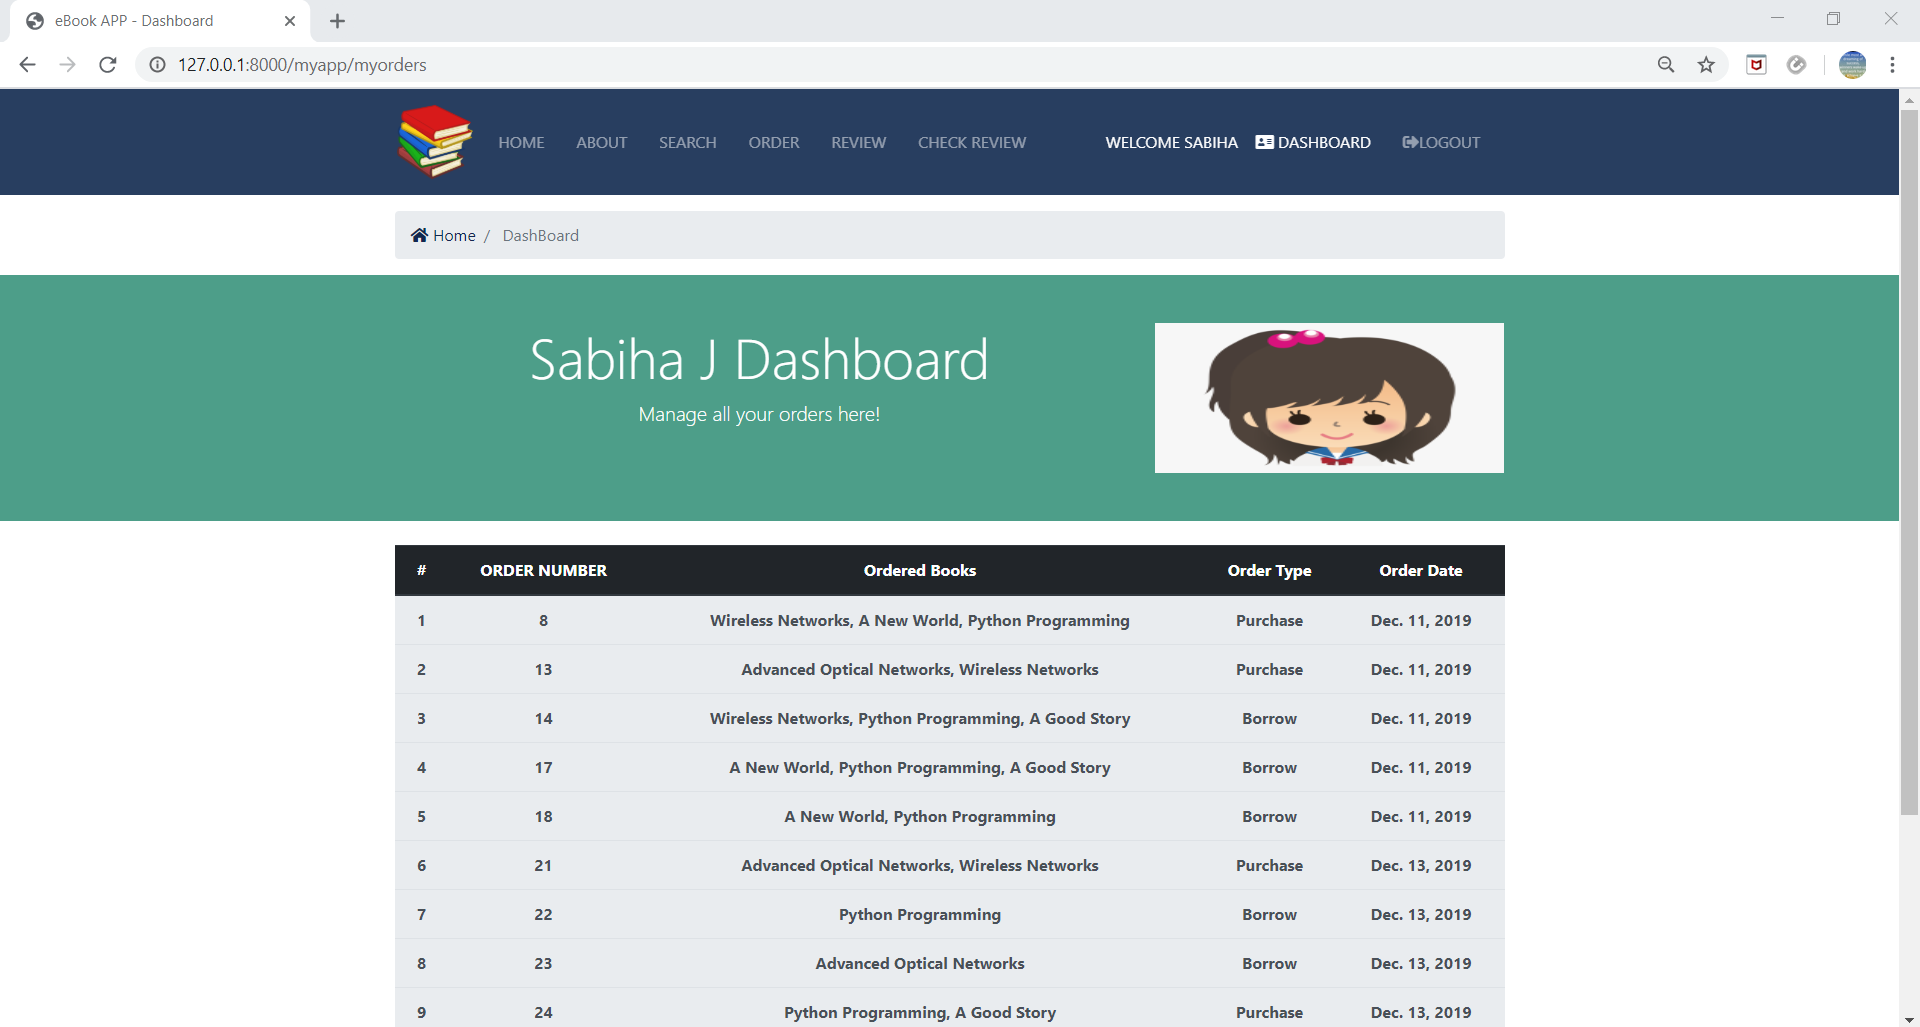 eBook APP - Dashboard
127.0.0.1:8000/myapp/myorders
HOME ABOUT SEARCH ORDER REVIEW CHECK REVIEW WELCOME SABIHA DASHBOARD LOGOUT
Home / DashBoard
Sabiha J Dashboard
Manage all your orders here!
# ORDER NUMBER Ordered Books Order Type Order Date
1 8 Wireless Networks, A New World, Python Programming Purchase Dec. 11, 2019
2 13 Advanced Optical Networks, Wireless Networks Purchase Dec. 11, 2019
3 14 Wireless Networks, Python Programming, A Good Story Borrow Dec. 11, 2019
4 17 A New World, Python Programming, A Good Story Borrow Dec. 11, 2019
5 18 A New World, Python Programming Borrow Dec. 11, 2019
6 21 Advanced Optical Networks, Wireless Networks Purchase Dec. 13, 2019
7 22 Python Programming Borrow Dec. 13, 2019
8 23 Advanced Optical Networks Borrow Dec. 13, 2019
9 24 Python Programming, A Good Story Purchase Dec. 13, 2019